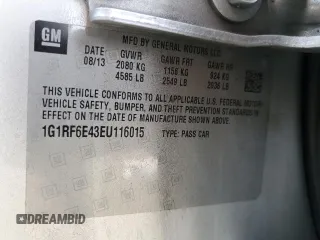 GM
MFD BY GENERAL MOTORS LLC
DATE GVWR GAWR FRT GAWR RR
08/13 2080 KG 1156 KG 924 KG
4585 LB 2549 LB 2036 LB
THIS VEHICLE CONFORMS TO ALL APPLICABLE U.S. FEDERAL MOTOR
VEHICLE SAFETY, BUMPER, AND THEFT PREVENTION STANDARDS IN
EFFECT ON THE DATE OF MANUFACTURE SHOWN ABOVE.
1G1RF6E43EU116015 TYPE: PASS CAR
DREAMBID